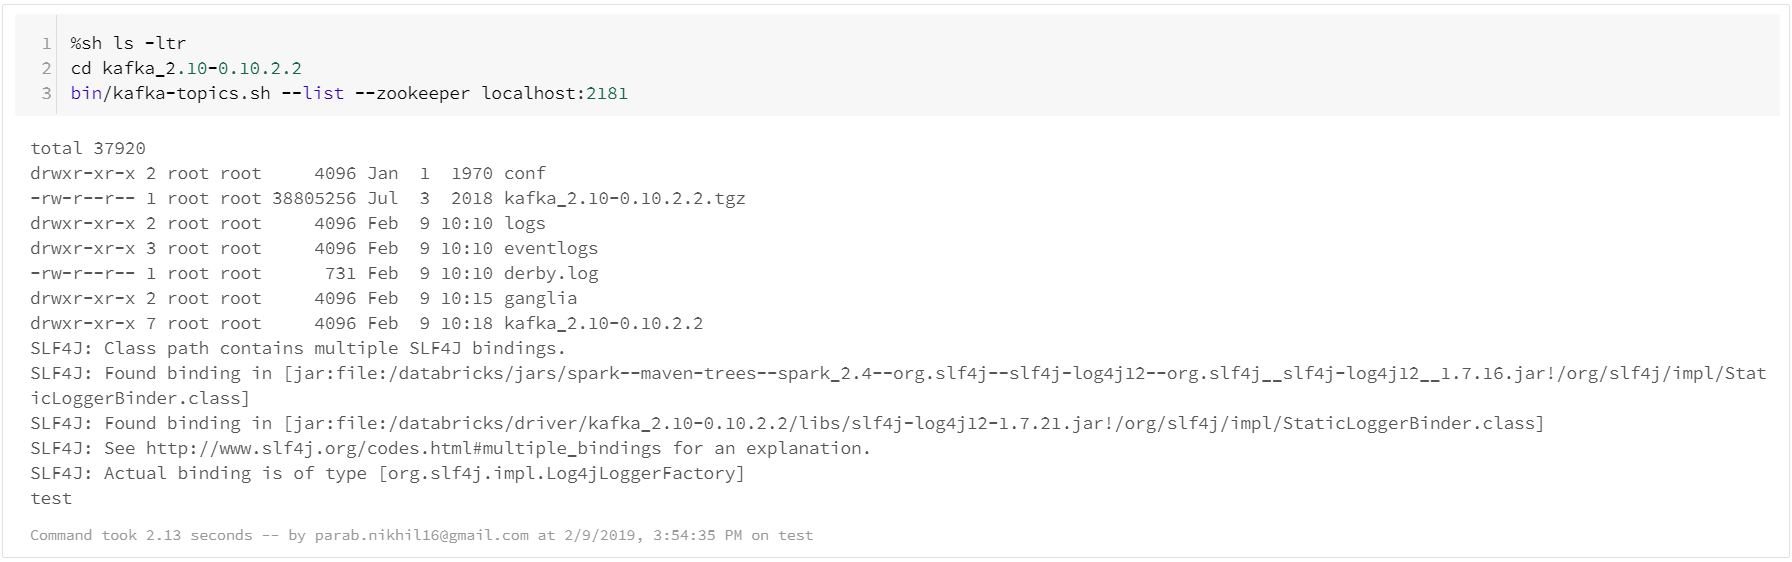 1 %sh ls -ltr
2 cd kafka_2.10-0.10.2.2
3 bin/kafka-topics.sh --list --zookeeper localhost:2181
total 37920
drwxr-xr-x 2 root root     4096 Jan  1  1970 conf
-rw-r--r-- 1 root root 38805256 Jul  3  2018 kafka_2.10-0.10.2.2.tgz
drwxr-xr-x 2 root root     4096 Feb  9 10:10 logs
drwxr-xr-x 3 root root     4096 Feb  9 10:10 eventlogs
-rw-r--r-- 1 root root      731 Feb  9 10:10 derby.log
drwxr-xr-x 2 root root     4096 Feb  9 10:15 ganglia
drwxr-xr-x 7 root root     4096 Feb  9 10:18 kafka_2.10-0.10.2.2
SLF4J: Class path contains multiple SLF4J bindings.
SLF4J: Found binding in [jar:file:/databricks/jars/spark--maven-trees--spark_2.4--org.slf4j--slf4j-log4j12--org.slf4j__slf4j-log4j12__1.7.16.jar!/org/slf4j/impl/Stat
icLoggerBinder.class]
SLF4J: Found binding in [jar:file:/databricks/driver/kafka_2.10-0.10.2.2/libs/slf4j-log4j12-1.7.21.jar!/org/slf4j/impl/StaticLoggerBinder.class]
SLF4J: See http://www.slf4j.org/codes.html#multiple_bindings for an explanation.
SLF4J: Actual binding is of type [org.slf4j.impl.Log4jLoggerFactory]
test
Command took 2.13 seconds -- by parab.nikhil16@gmail.com at 2/9/2019, 3:54:35 PM on test